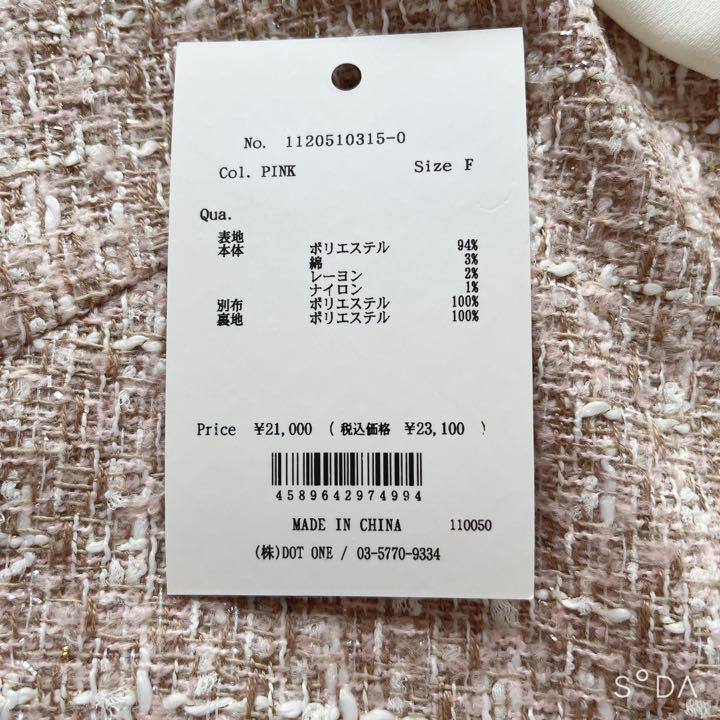 No. 1120510315-0
Col. PINK Size F
Qua.
表地
本体 ポリエステル 94%
綿 3%
レーヨン 2%
ナイロン 1%
別布 ポリエステル 100%
裏地 ポリエステル 100%
Price ¥21,000 ( 税込価格 ¥23,100 )
4589642974994
MADE IN CHINA 110050
(株)DOT ONE / 03-5770-9334
S°DA